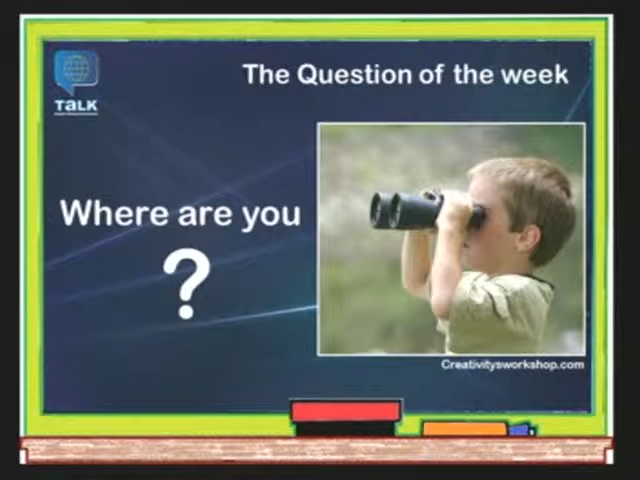 TaLK
The Question of the week
Where are you
?
Creativitysworkshop.com